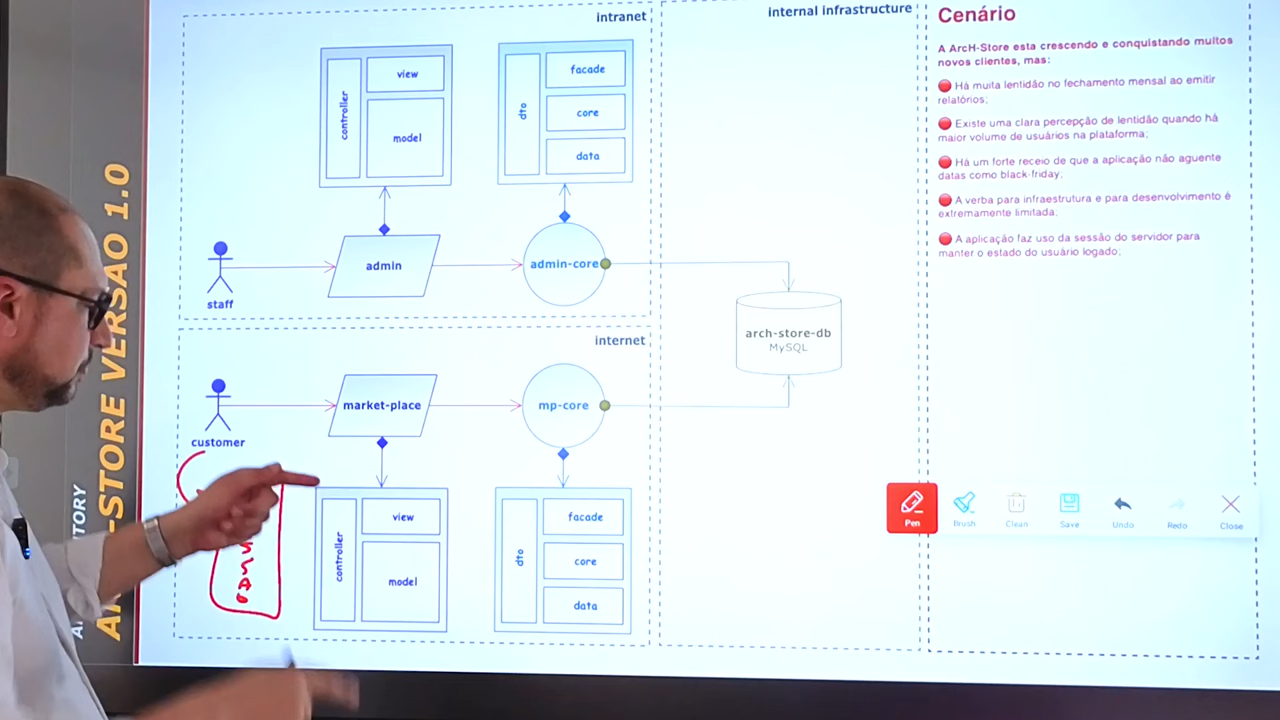 intranet
internal infrastructure
controller
view
model
dto
facade
core
data
staff
admin
admin-core
arch-store-db
MySQL
internet
customer
market-place
mp-core
controller
view
model
dto
facade
core
data
Cenário
A ArcH-Store esta crescendo e conquistando muitos
novos clientes, mas:
Há muita lentidão no fechamento mensal ao emitir
relatórios;
Existe uma clara percepção de lentidão quando há
maior volume de usuários na plataforma;
Há um forte receio de que a aplicação não aguente
datas como black-friday;
A verba para infraestrutura e para desenvolvimento é
extremamente limitada;
A aplicação faz uso da sessão do servidor para
manter o estado do usuário logado;
Pen
Brush
Clean
Save
Undo
Redo
Close
-STORE VERSAO 1.0
TORY